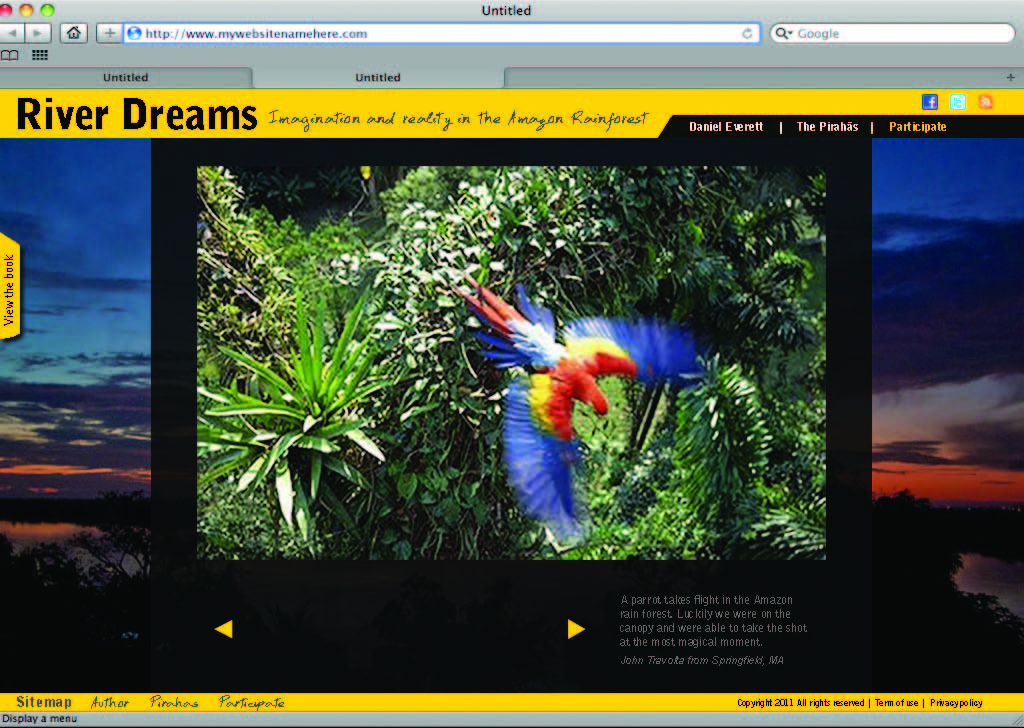 Untitled
http://www.mywebsitenamehere.com
Google
Untitled
Untitled
River Dreams
Imagination and reality in the Amazon Rainforest
Daniel Everett | The Pirahãs | Participate
View the book
A parrot takes flight in the Amazon
rain forest. Luckily we were on the
canopy and were able to take the shot
at the most magical moment.
John Travolta from Springfield, MA
Sitemap Author Pirahas Participate
Copyright 2011 All rights reserved | Term of use | Privacy policy
Display a menu